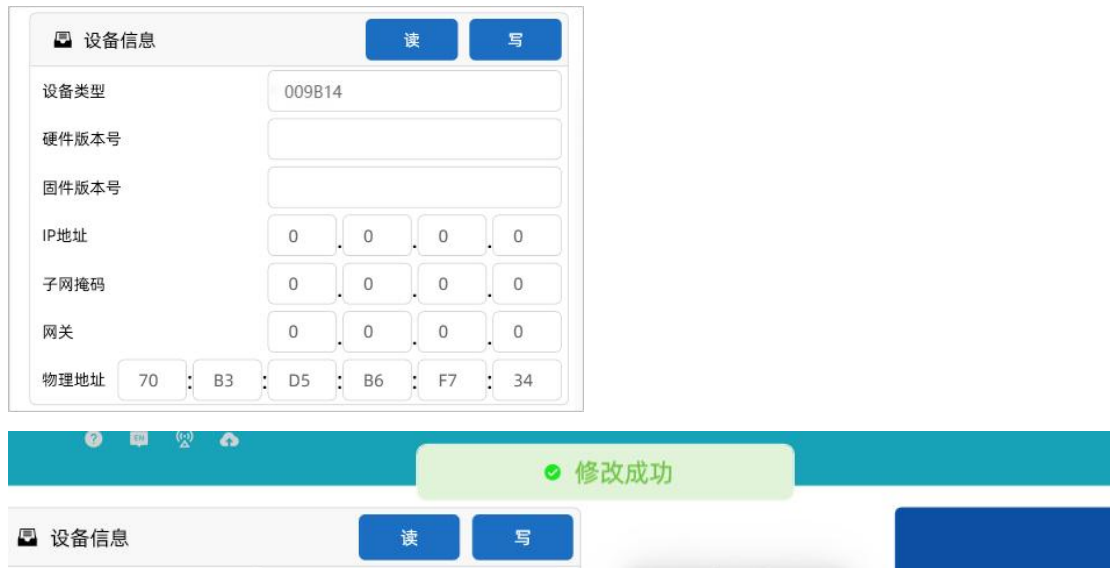 设备信息 读 写
设备类型 009B14
硬件版本号
固件版本号
IP地址 0 . 0 . 0 . 0
子网掩码 0 . 0 . 0 . 0
网关 0 . 0 . 0 . 0
物理地址 70 : B3 : D5 : B6 : F7 : 34
? EN
修改成功
设备信息 读 写